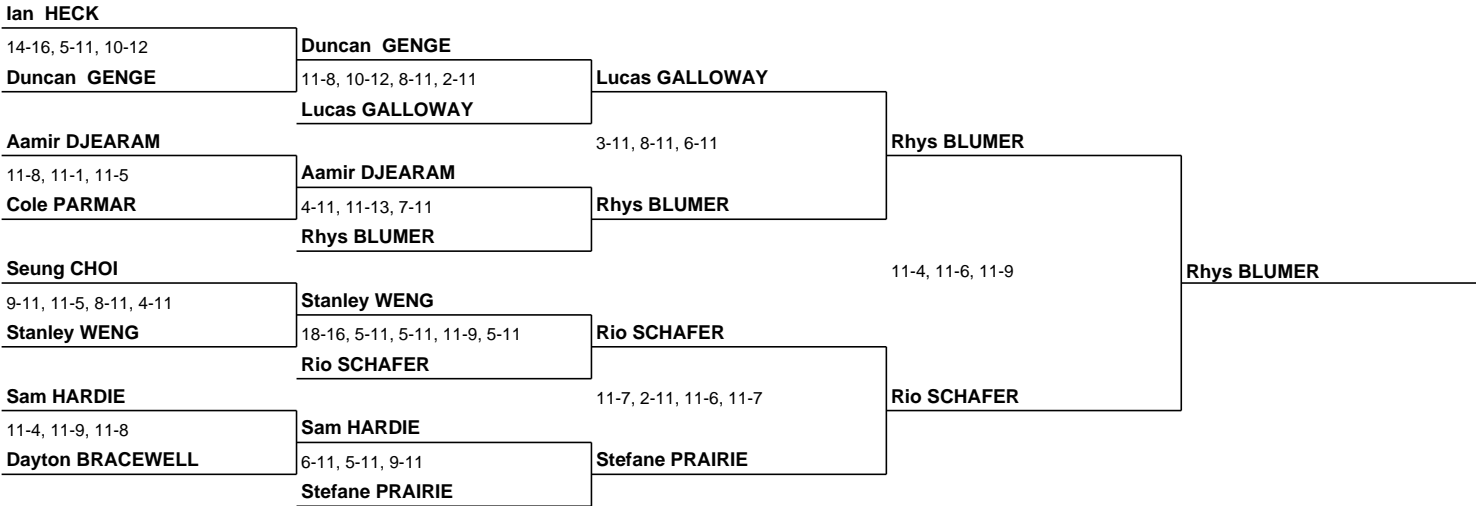 Ian HECK
14-16, 5-11, 10-12
Duncan GENGE
Duncan GENGE
11-8, 10-12, 8-11, 2-11
Lucas GALLOWAY
Lucas GALLOWAY
Aamir DJEARAM
3-11, 8-11, 6-11
Rhys BLUMER
11-8, 11-1, 11-5
Aamir DJEARAM
Cole PARMAR
4-11, 11-13, 7-11
Rhys BLUMER
Rhys BLUMER
Seung CHOI
11-4, 11-6, 11-9
Rhys BLUMER
9-11, 11-5, 8-11, 4-11
Stanley WENG
Stanley WENG
18-16, 5-11, 5-11, 11-9, 5-11
Rio SCHAFER
Rio SCHAFER
Sam HARDIE
11-7, 2-11, 11-6, 11-7
Rio SCHAFER
11-4, 11-9, 11-8
Sam HARDIE
Dayton BRACEWELL
6-11, 5-11, 9-11
Stefane PRAIRIE
Stefane PRAIRIE